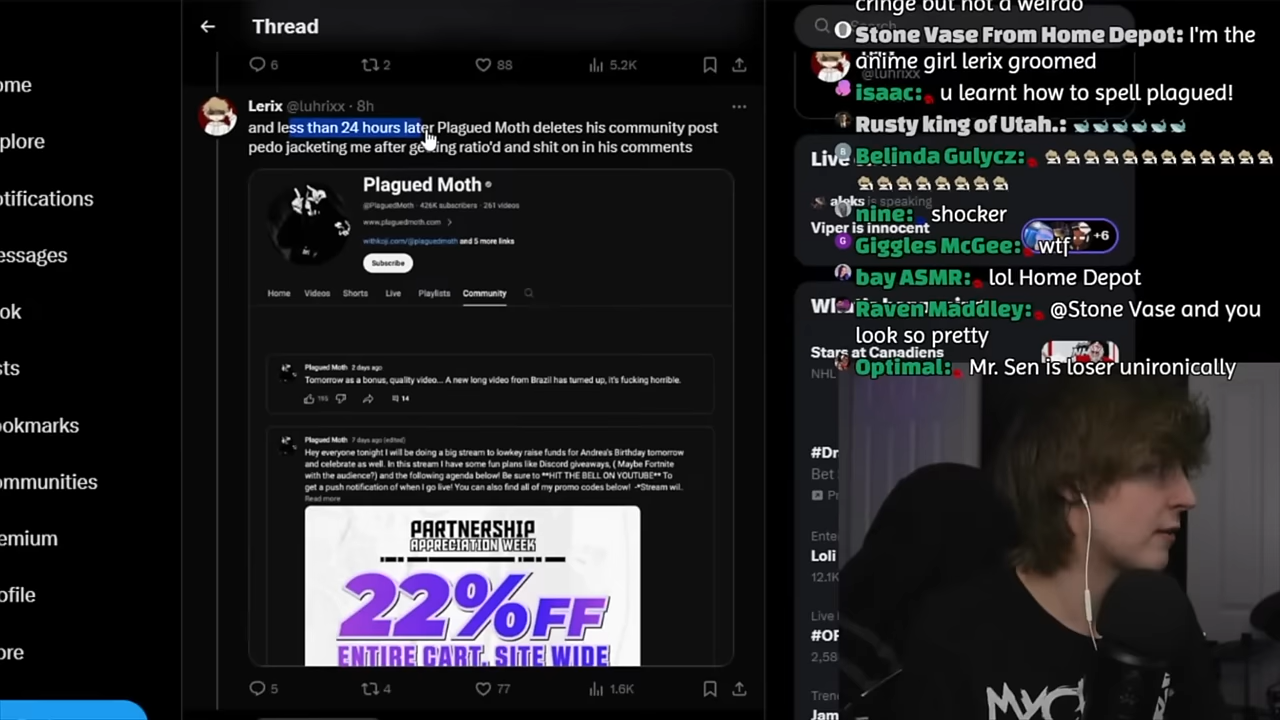 Thread
6 2 88 5.2K
Lerix @luhrixx · 8h
and less than 24 hours later Plagued Moth deletes his community post
pedo jacketing me after getting ratio'd and shit on in his comments
Plagued Moth
@PlaguedMoth · 426K subscribers · 261 videos
www.plaguedmoth.com
withkoji.com/@plaguedmoth and 5 more links
Subscribe
Home Videos Shorts Live Playlists Community
Plagued Moth 2 days ago
Tomorrow as a bonus, quality video... A new long video from Brazil has turned up, it's fucking horrible.
195 14
Plagued Moth 7 days ago (edited)
Hey everyone tonight I will be doing a big stream to lowkey raise funds for Andrea's Birthday tomorrow
and celebrate as well. In this stream I have some fun plans like Discord giveaways, ( Maybe Fortnite
with the audience?) and the following agenda below! Be sure to **HIT THE BELL ON YOUTUBE** To
get a push notification of when I go live! You can also find all of my promo codes below! -*Stream wil..
Read more
PARTNERSHIP
APPRECIATION WEEK
22% OFF
ENTIRE CART, SITE WIDE
5 4 77 1.6K
ome
plore
otifications
essages
ok
sts
ookmarks
ommunities
emium
ofile
ore
cringe but not a weirdo
Stone Vase From Home Depot: I'm the
anime girl lerix groomed
@luhrixx
isaac: u learnt how to spell plagued!
Rusty king of Utah.:
Live
Belinda Gulycz:
aleks is speaking
nine: shocker
Viper is innocent
+6
Giggles McGee: wtf
bay ASMR: lol Home Depot
Raven Maddley: @Stone Vase and you
look so pretty
Stars at Canadiens
NHL
Optimal: Mr. Sen is loser unironically
#Dr
Bet
Pr
Ente
Loli
12.1K
Live
#OF
2,58
Tren
Jam